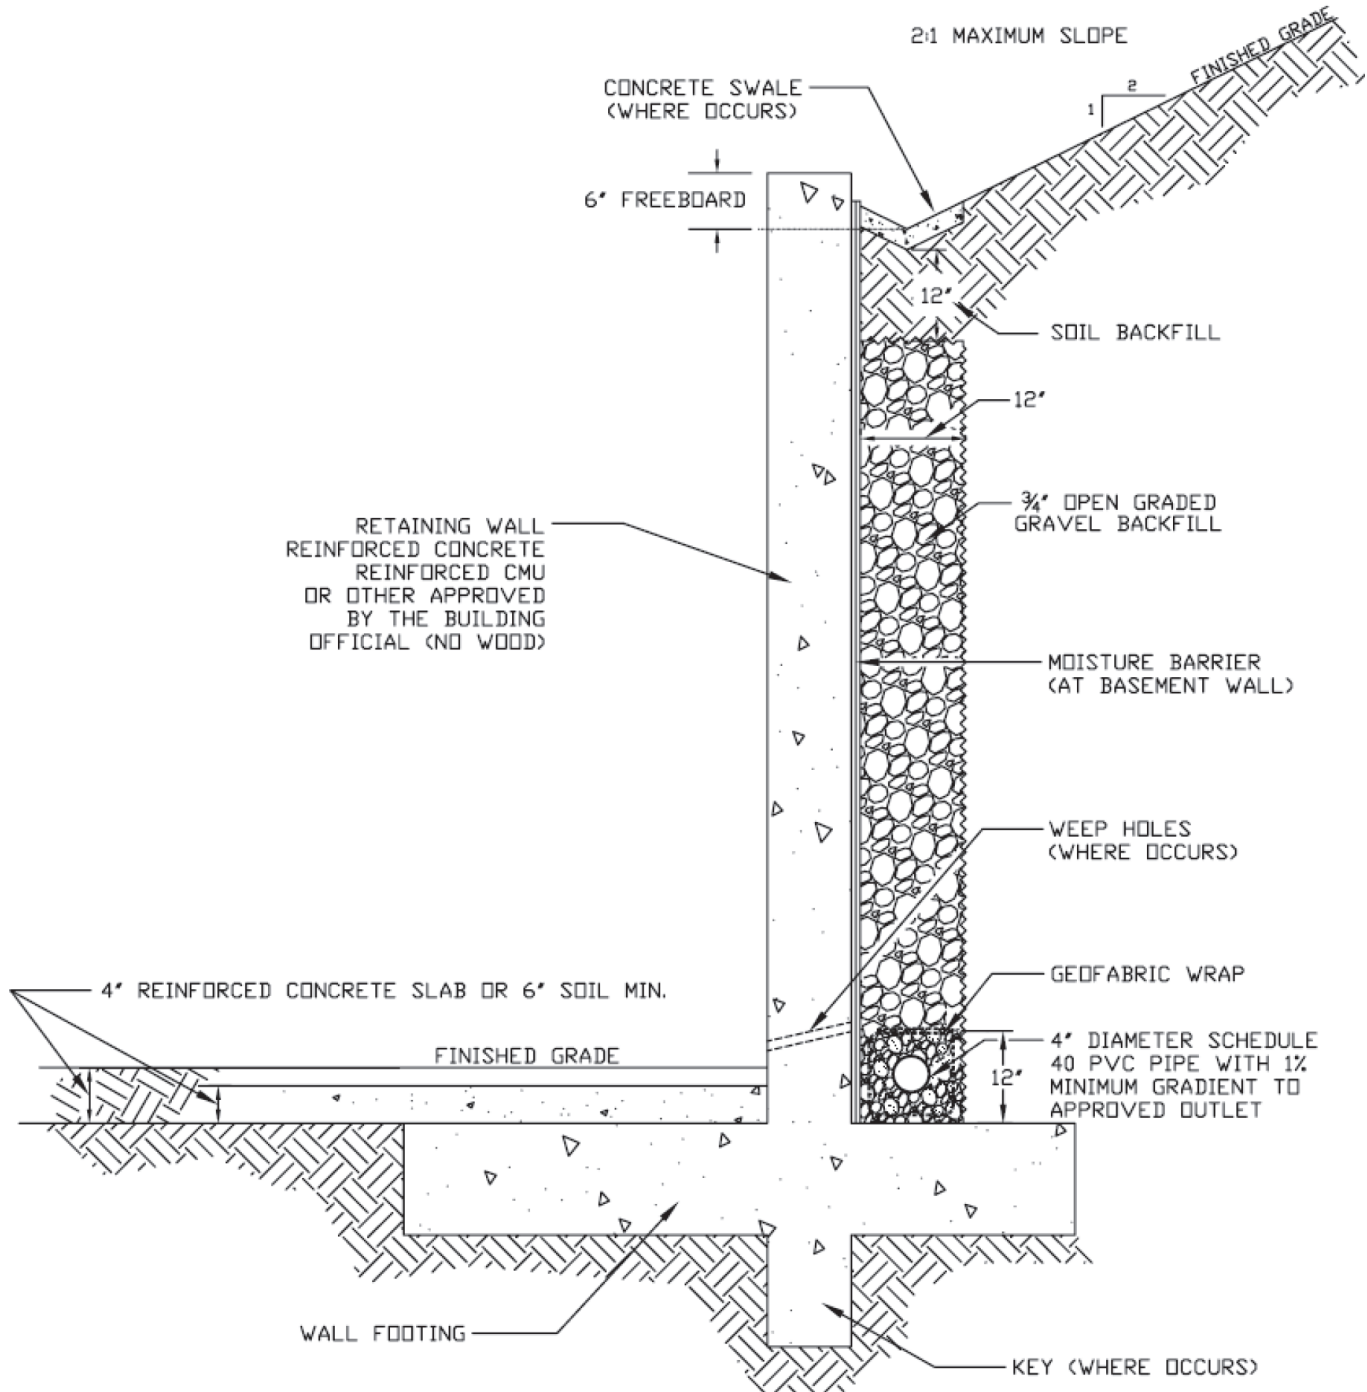 2:1 MAXIMUM SLOPE
FINISHED GRADE
2
1
CONCRETE SWALE
(WHERE OCCURS)
6" FREEBOARD
12"
SOIL BACKFILL
12"
¾" OPEN GRADED
GRAVEL BACKFILL
RETAINING WALL
REINFORCED CONCRETE
REINFORCED CMU
OR OTHER APPROVED
BY THE BUILDING
OFFICIAL (NO WOOD)
MOISTURE BARRIER
(AT BASEMENT WALL)
WEEP HOLES
(WHERE OCCURS)
GEOFABRIC WRAP
4" REINFORCED CONCRETE SLAB OR 6" SOIL MIN.
FINISHED GRADE
12"
4" DIAMETER SCHEDULE
40 PVC PIPE WITH 1%
MINIMUM GRADIENT TO
APPROVED OUTLET
WALL FOOTING
KEY (WHERE OCCURS)